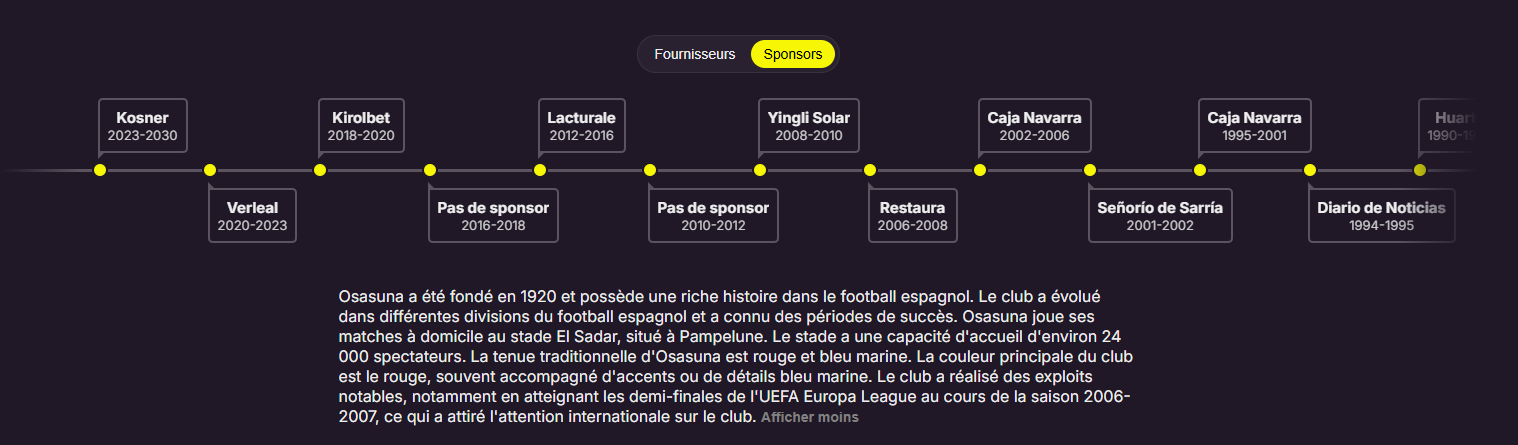 Fournisseurs Sponsors
Kosner
2023-2030
Kirolbet
2018-2020
Lacturale
2012-2016
Yingli Solar
2008-2010
Caja Navarra
2002-2006
Caja Navarra
1995-2001
Verleal
2020-2023
Pas de sponsor
2016-2018
Pas de sponsor
2010-2012
Restaura
2006-2008
Señorío de Sarría
2001-2002
Diario de Noticias
1994-1995
Osasuna a été fondé en 1920 et possède une riche histoire dans le football espagnol. Le club a évolué
dans différentes divisions du football espagnol et a connu des périodes de succès. Osasuna joue ses
matches à domicile au stade El Sadar, situé à Pampelune. Le stade a une capacité d'accueil d'environ 24
000 spectateurs. La tenue traditionnelle d'Osasuna est rouge et bleu marine. La couleur principale du club
est le rouge, souvent accompagné d'accents ou de détails bleu marine. Le club a réalisé des exploits
notables, notamment en atteignant les demi-finales de l'UEFA Europa League au cours de la saison 2006-
2007, ce qui a attiré l'attention internationale sur le club. Afficher moins